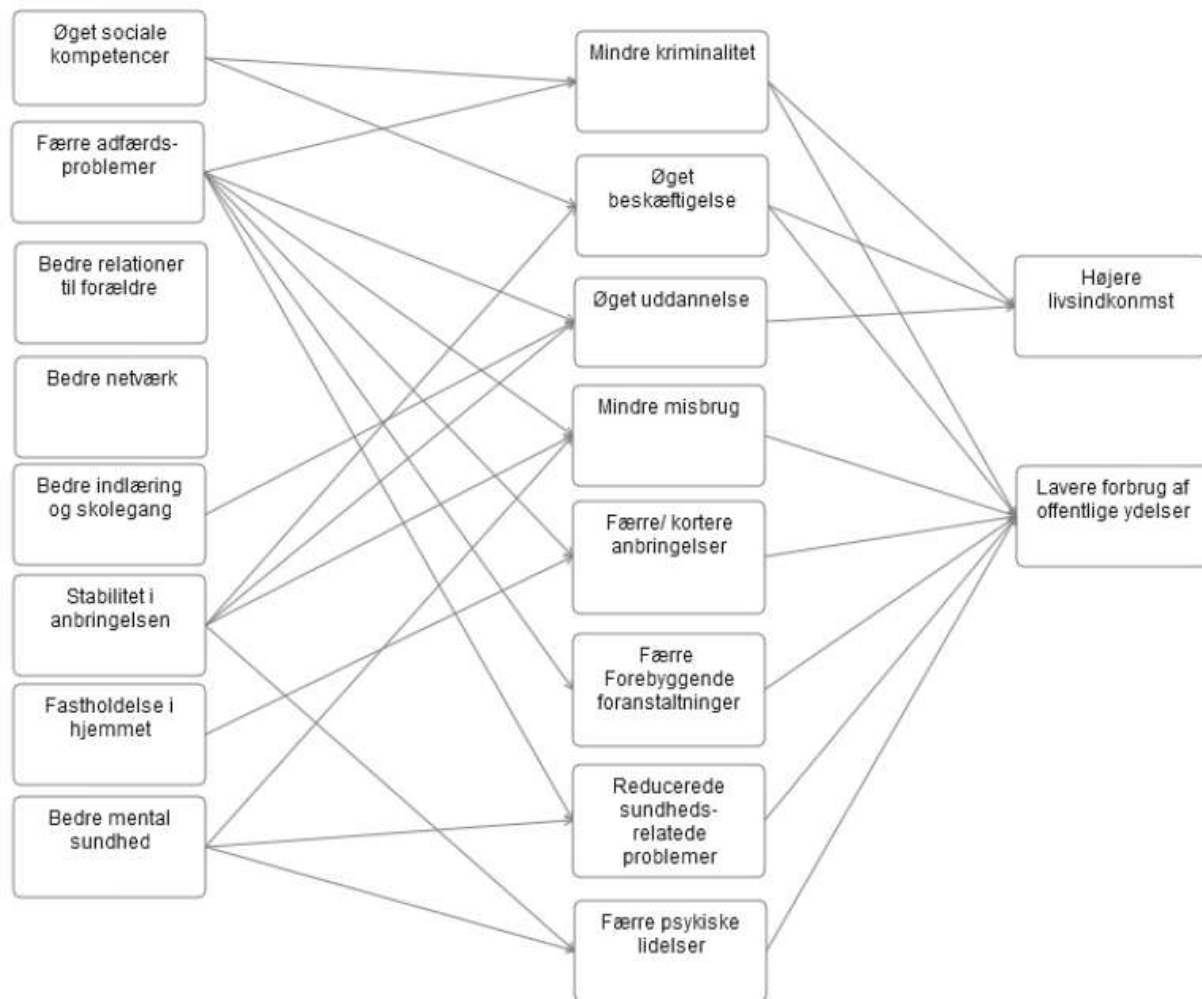 Øget sociale
kompetencer
Færre adfærds-
problemer
Bedre relationer
til forældre
Bedre netværk
Bedre indlæring
og skolegang
Stabilitet i
anbringelsen
Fastholdelse i
hjemmet
Bedre mental
sundhed
Mindre kriminalitet
Øget
beskæftigelse
Øget uddannelse
Mindre misbrug
Færre/ kortere
anbringelser
Færre
Forebyggende
foranstaltninger
Reducerede
sundheds-
relatede
problemer
Færre psykiske
lidelser
Højere
livsindkonmst
Lavere forbrug af
offentlige ydelser